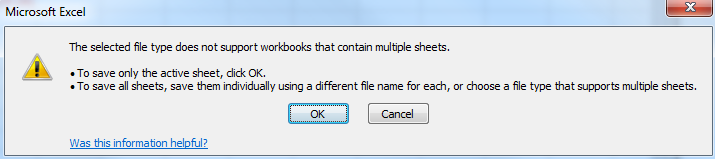 Microsoft Excel
The selected file type does not support workbooks that contain multiple sheets.
• To save only the active sheet, click OK.
• To save all sheets, save them individually using a different file name for each, or choose a file type that supports multiple sheets.
OK
Cancel
Was this information helpful?